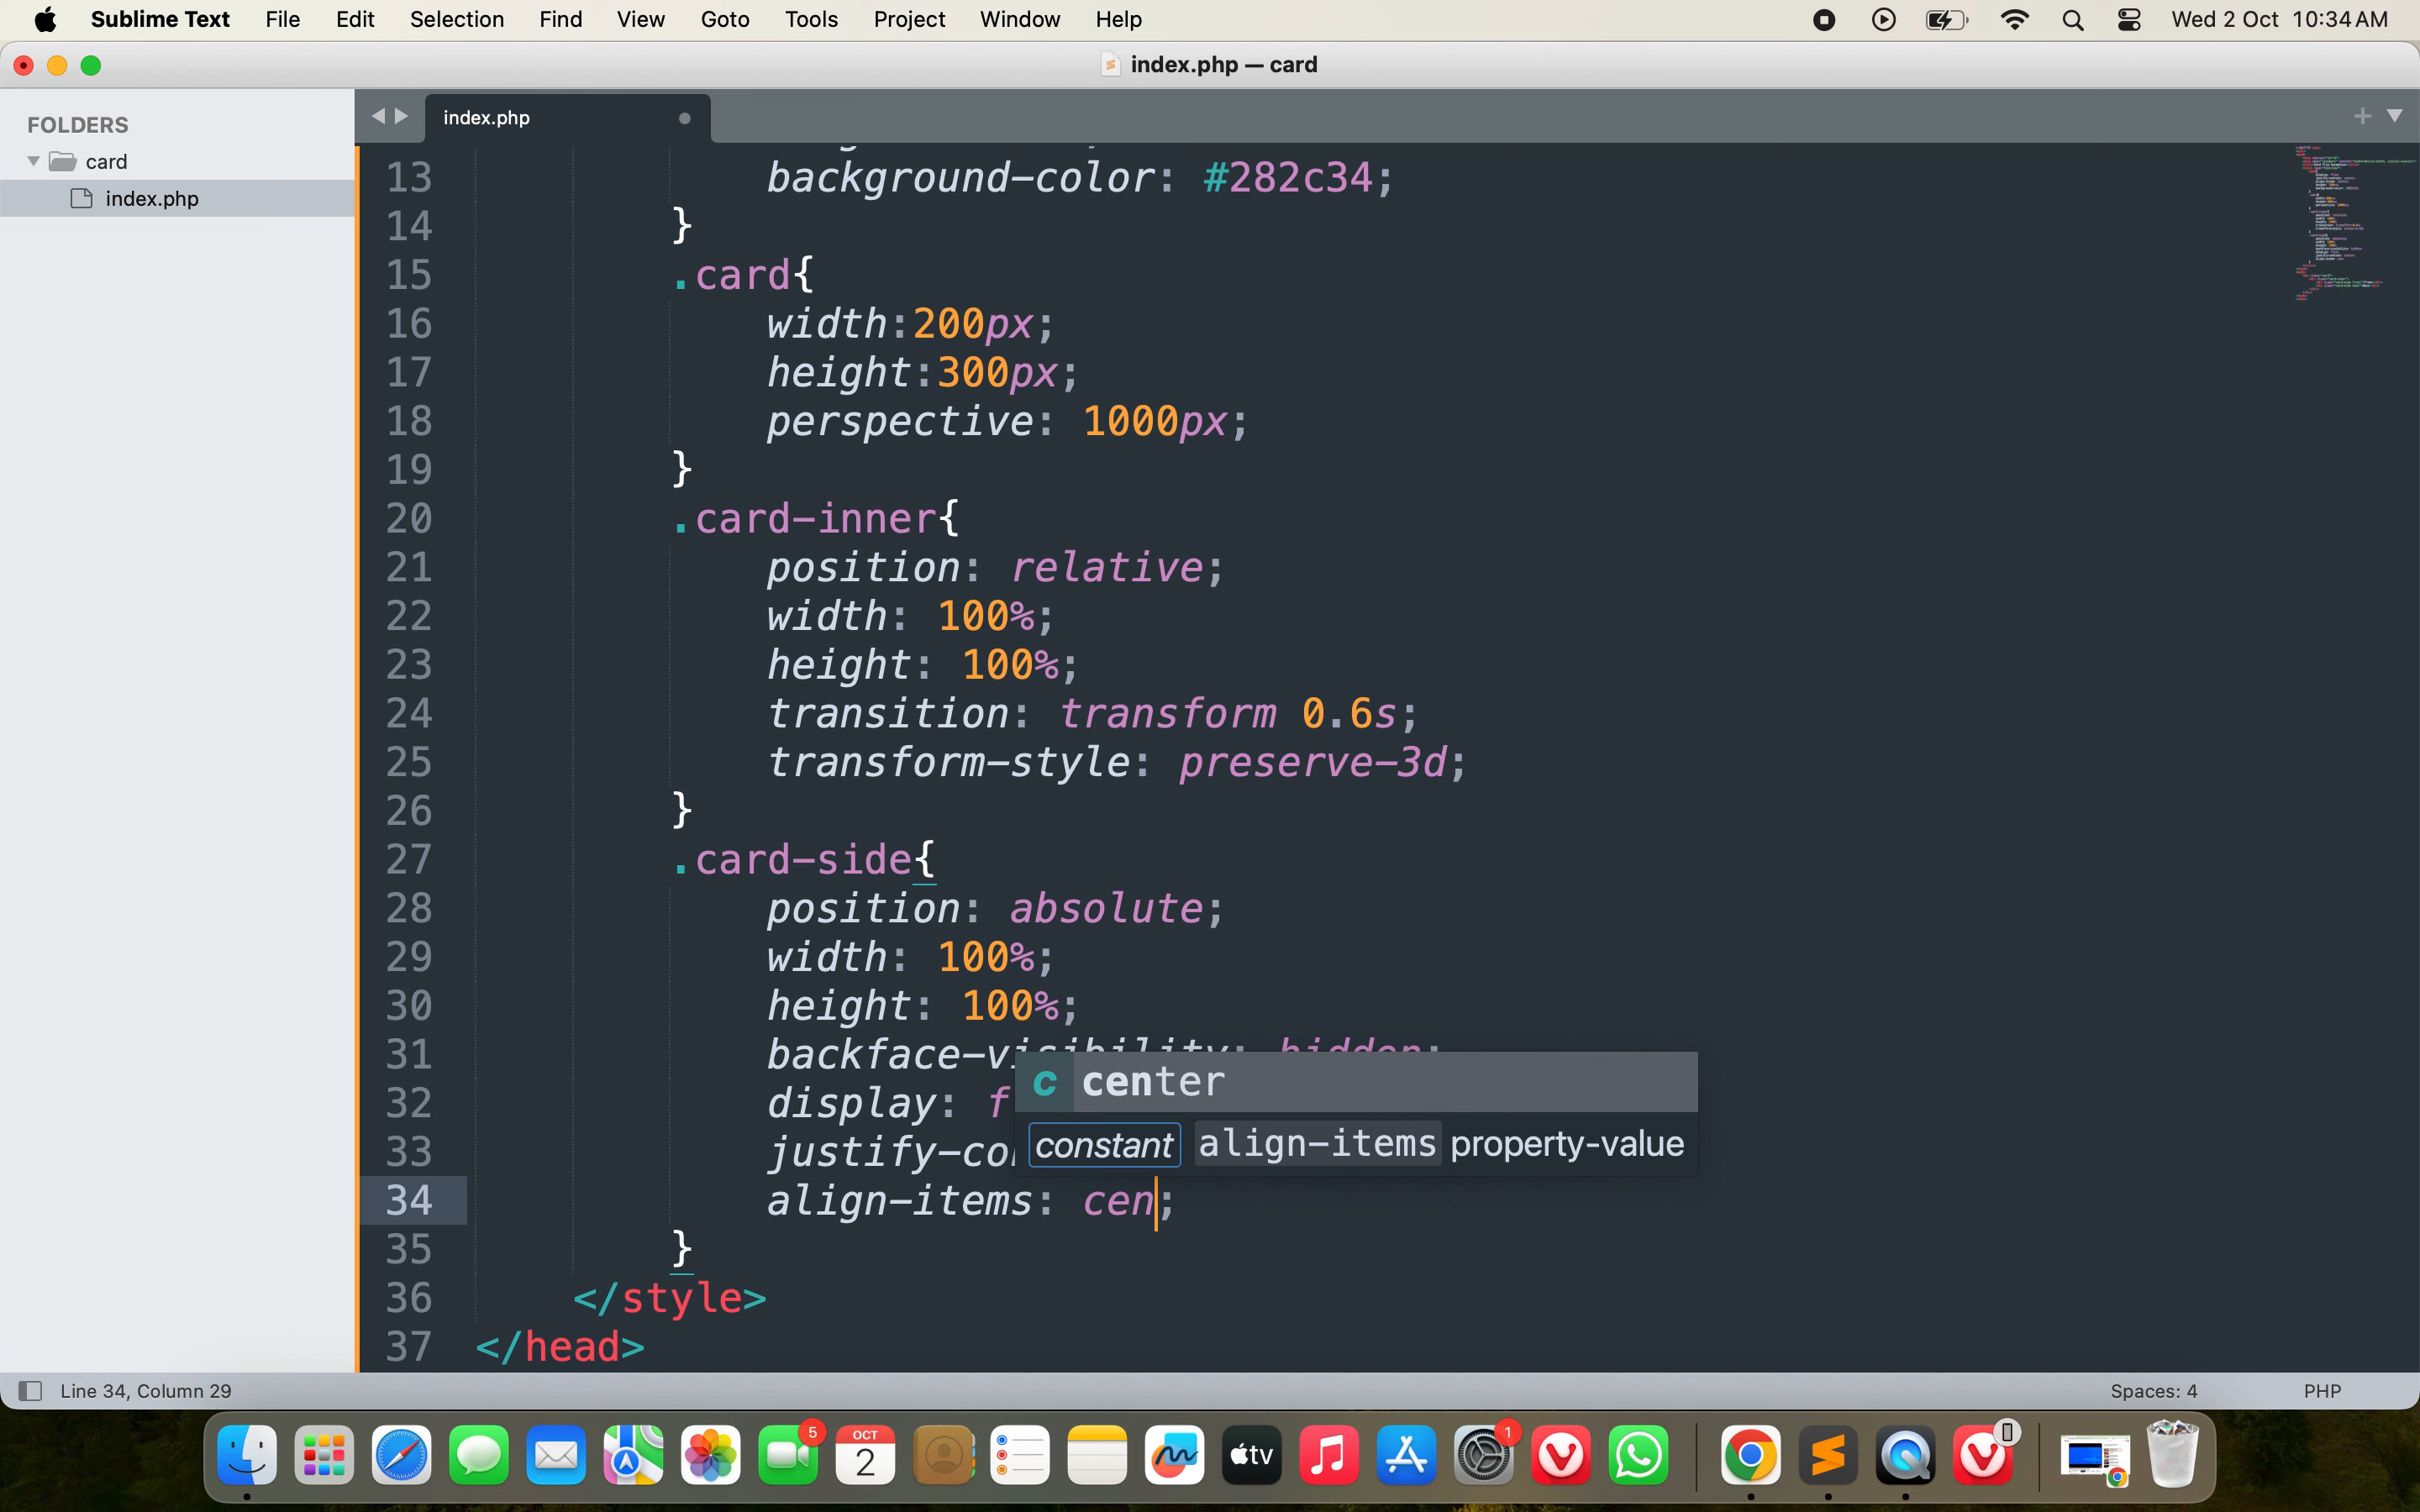 Sublime Text File Edit Selection Find View Goto Tools Project Window Help Wed 2 Oct 10:34 AM
index.php — card
FOLDERS
card
index.php
index.php
13 background-color: #282c34;
14 }
15 .card{
16 width:200px;
17 height:300px;
18 perspective: 1000px;
19 }
20 .card-inner{
21 position: relative;
22 width: 100%;
23 height: 100%;
24 transition: transform 0.6s;
25 transform-style: preserve-3d;
26 }
27 .card-side{
28 position: absolute;
29 width: 100%;
30 height: 100%;
31 backface-visibility: hidden;
32 display: f
33 justify-co
34 align-items: cen;
35 }
36 </style>
37 </head>
c center
constant align-items property-value
Line 34, Column 29 Spaces: 4 PHP
5
OCT
2
tv
1